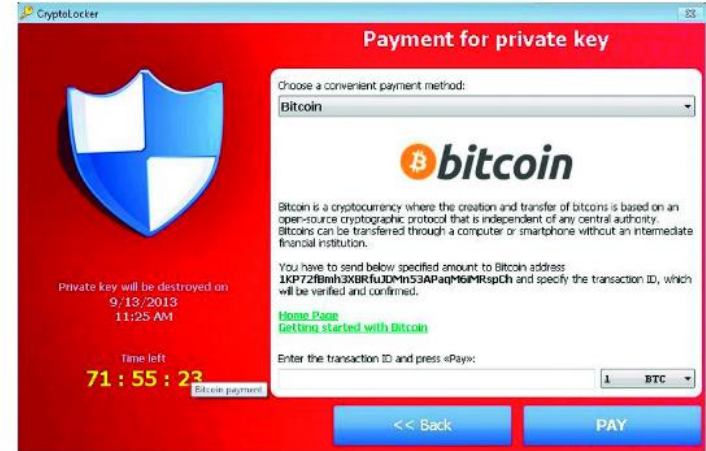 CryptoLocker
Payment for private key
Choose a convenient payment method:
Bitcoin
bitcoin
Bitcoin is a cryptocurrency where the creation and transfer of bitcoins is based on an
open-source cryptographic protocol that is independent of any central authority.
Bitcoins can be transferred through a computer or smartphone without an intermediate
financial institution.
You have to send below specified amount to Bitcoin address
1KP72fBmh3XBRfuJDMn53APaqM6iMRspCh and specify the transaction ID, which
will be verified and confirmed.
Home Page
Getting started with Bitcoin
Private key will be destroyed on
9/13/2013
11:25 AM
Time left
71 : 55 : 23
Bitcoin payment
Enter the transaction ID and press «Pay»:
1 BTC
<< Back
PAY